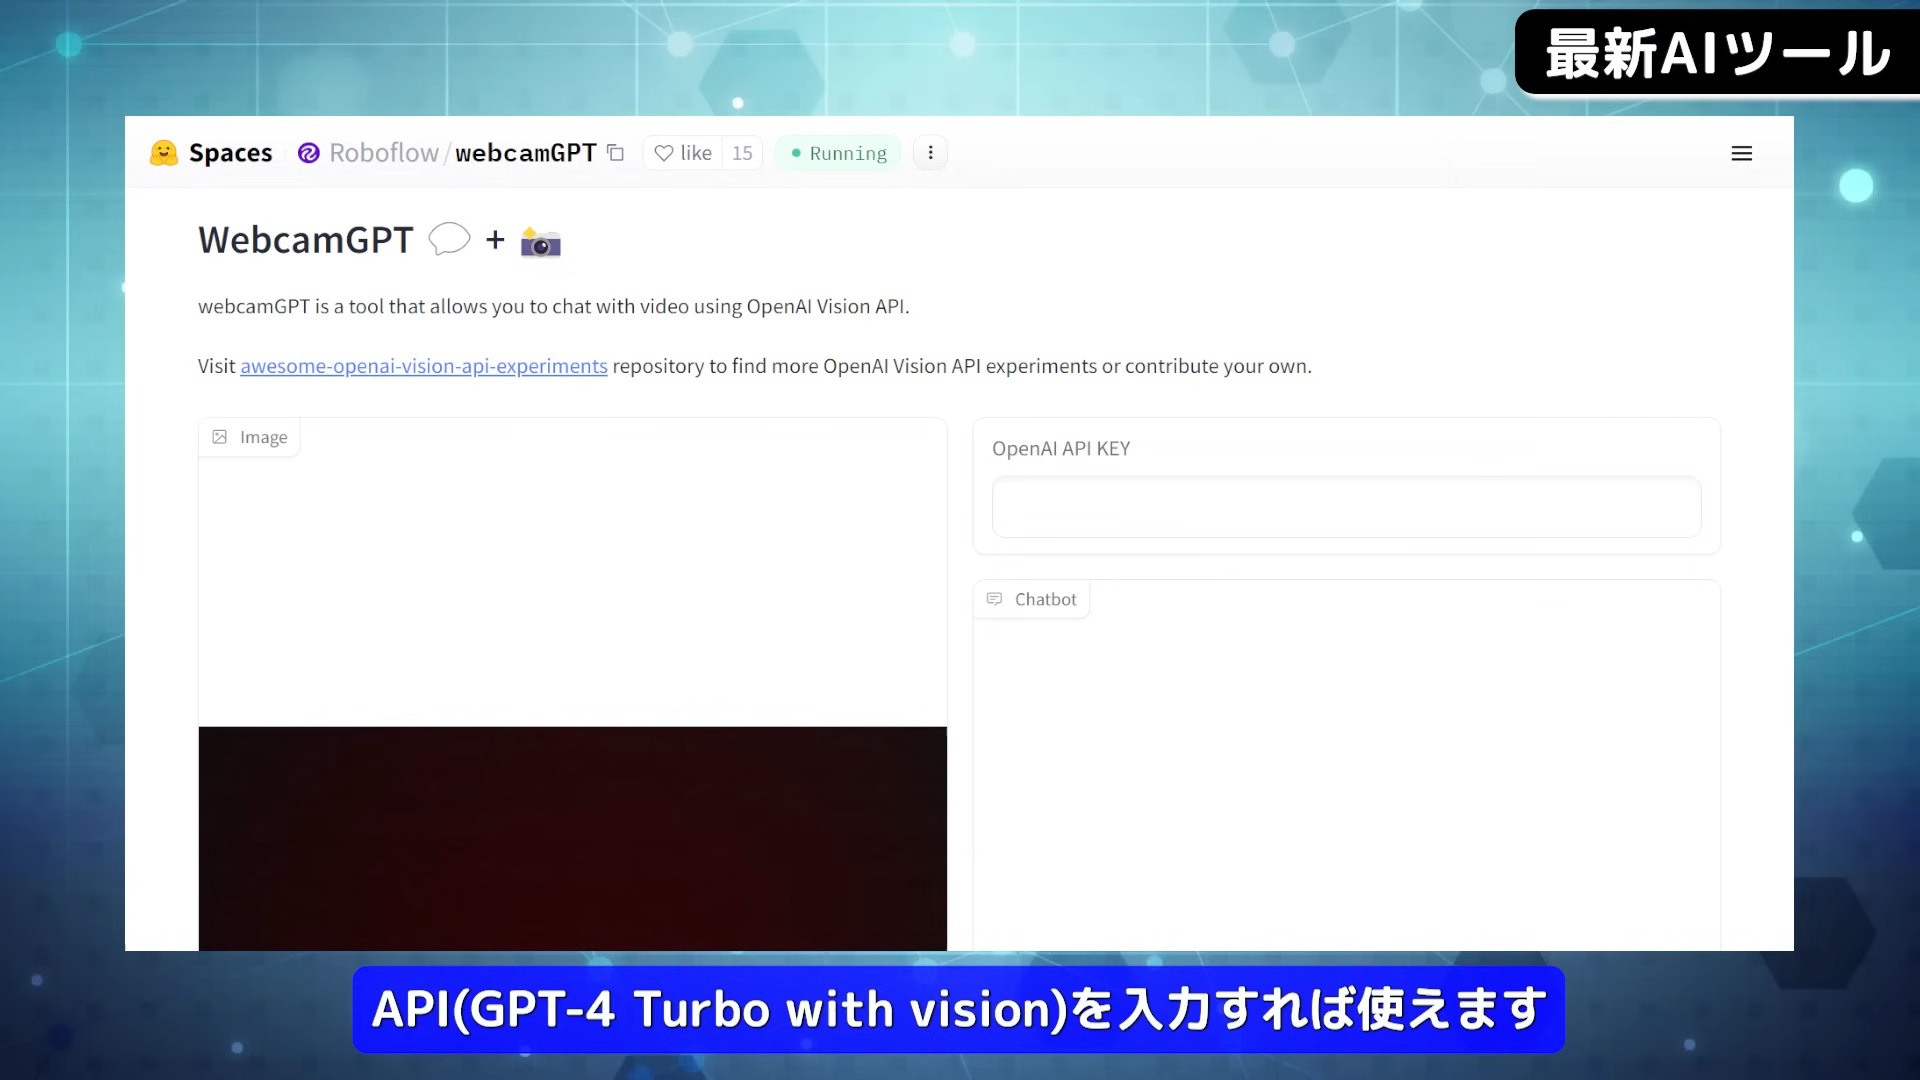 最新AIツール
Spaces Roboflow/webcamGPT like 15 Running
WebcamGPT 💬 + 📸
webcamGPT is a tool that allows you to chat with video using OpenAI Vision API.
Visit awesome-openai-vision-api-experiments repository to find more OpenAI Vision API experiments or contribute your own.
Image
OpenAI API KEY
Chatbot
API(GPT-4 Turbo with vision)を入力すれば使えます